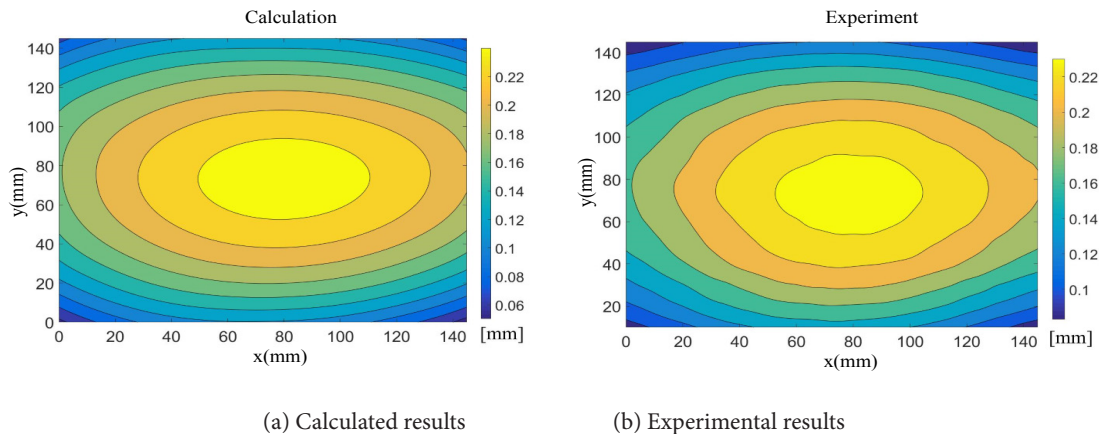 Calculation
y(mm)
140
120
100
80
60
40
20
0
0 20 40 60 80 100 120 140
x(mm)
0.22
0.2
0.18
0.16
0.14
0.12
0.1
0.08
0.06
[mm]
(a) Calculated results
Experiment
y(mm)
140
120
100
80
60
40
20
0 20 40 60 80 100 120 140
x(mm)
0.22
0.2
0.18
0.16
0.14
0.12
0.1
[mm]
(b) Experimental results